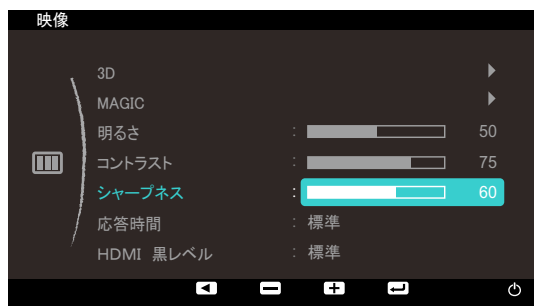 映像
3D
MAGIC
明るさ : 50
コントラスト : 75
シャープネス : 60
応答時間 : 標準
HDMI 黒レベル : 標準